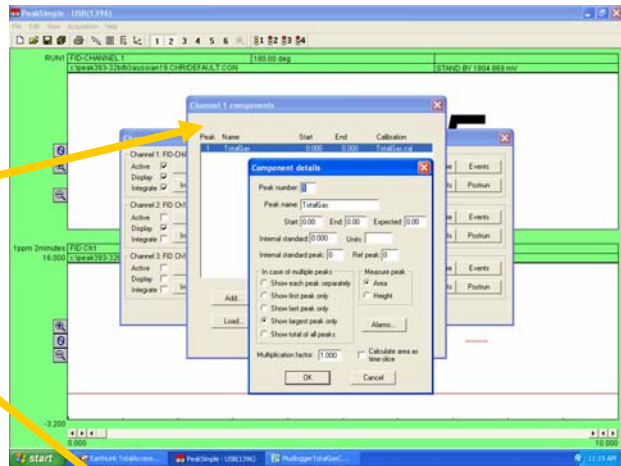 PeakSimple - USB(1394)
File Edit View Acquisition Help
1 2 3 4 5 6 81 82 83 84
RUN1 FID-CHANNEL 1 180.00 deg
STAND BY 1804.869 mV
Channel 1 components
Peak Name Start End Calibration
1 TotalGas 0.000 0.000 TotalGas.cal
Channel 1: FID-CH
Active
Display
Integrate
Events
Postrun
Channel 2: FID Ch1
Active
Display
Integrate
Events
Postrun
Channel 3: FID Ch
Active
Display
Integrate
Events
Postrun
Add...
Load...
Component details
Peak number: 1
Peak name: TotalGas
Start: 0.00 End: 0.00 Expected: 0.00
Internal standard: 0.000 Units:
Internal standard peak: 0 Ref peak: 0
In case of multiple peaks
Show each peak separately
Show first peak only
Show last peak only
Show largest peak only
Show total of all peaks
Measure peak
Area
Height
Alarms...
Multiplication factor: 1.000
Calculate area as
time-slice
OK Cancel
1ppm 2minutes FID Ch1
16.000
-3.200
0.000 10.000
start EarthLink TotalAccess... PeakSimple - USB(1394) MudloggerTotalGasC... 11:19 AM